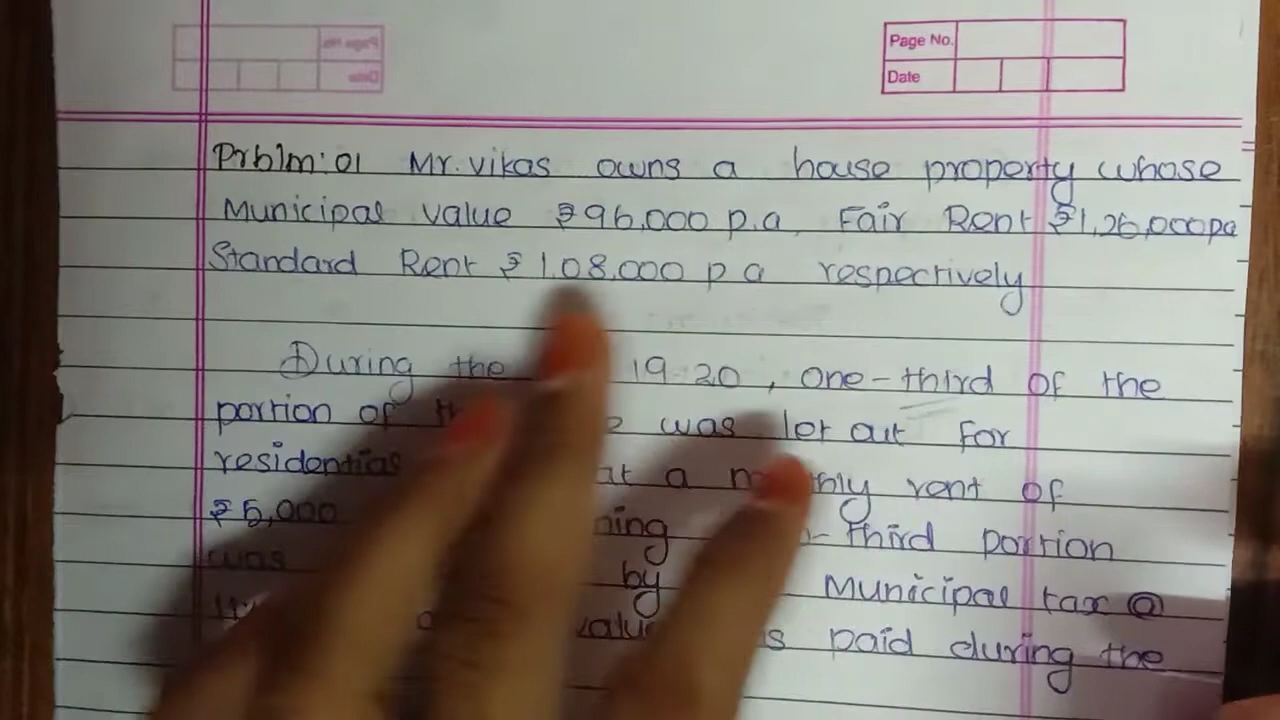 Page No.
Date
Prblm:01 Mr. vikas owns a house property whose
Municipal value ₹96,000 p.a. Fair Rent ₹1,26,000pa
Standard Rent ₹1,08,000 p a respectively
During the 19-20, one-third of the
portion of was let out for
residential at a rent of
₹5,000 third portion
was by Municipal tax @
paid during the